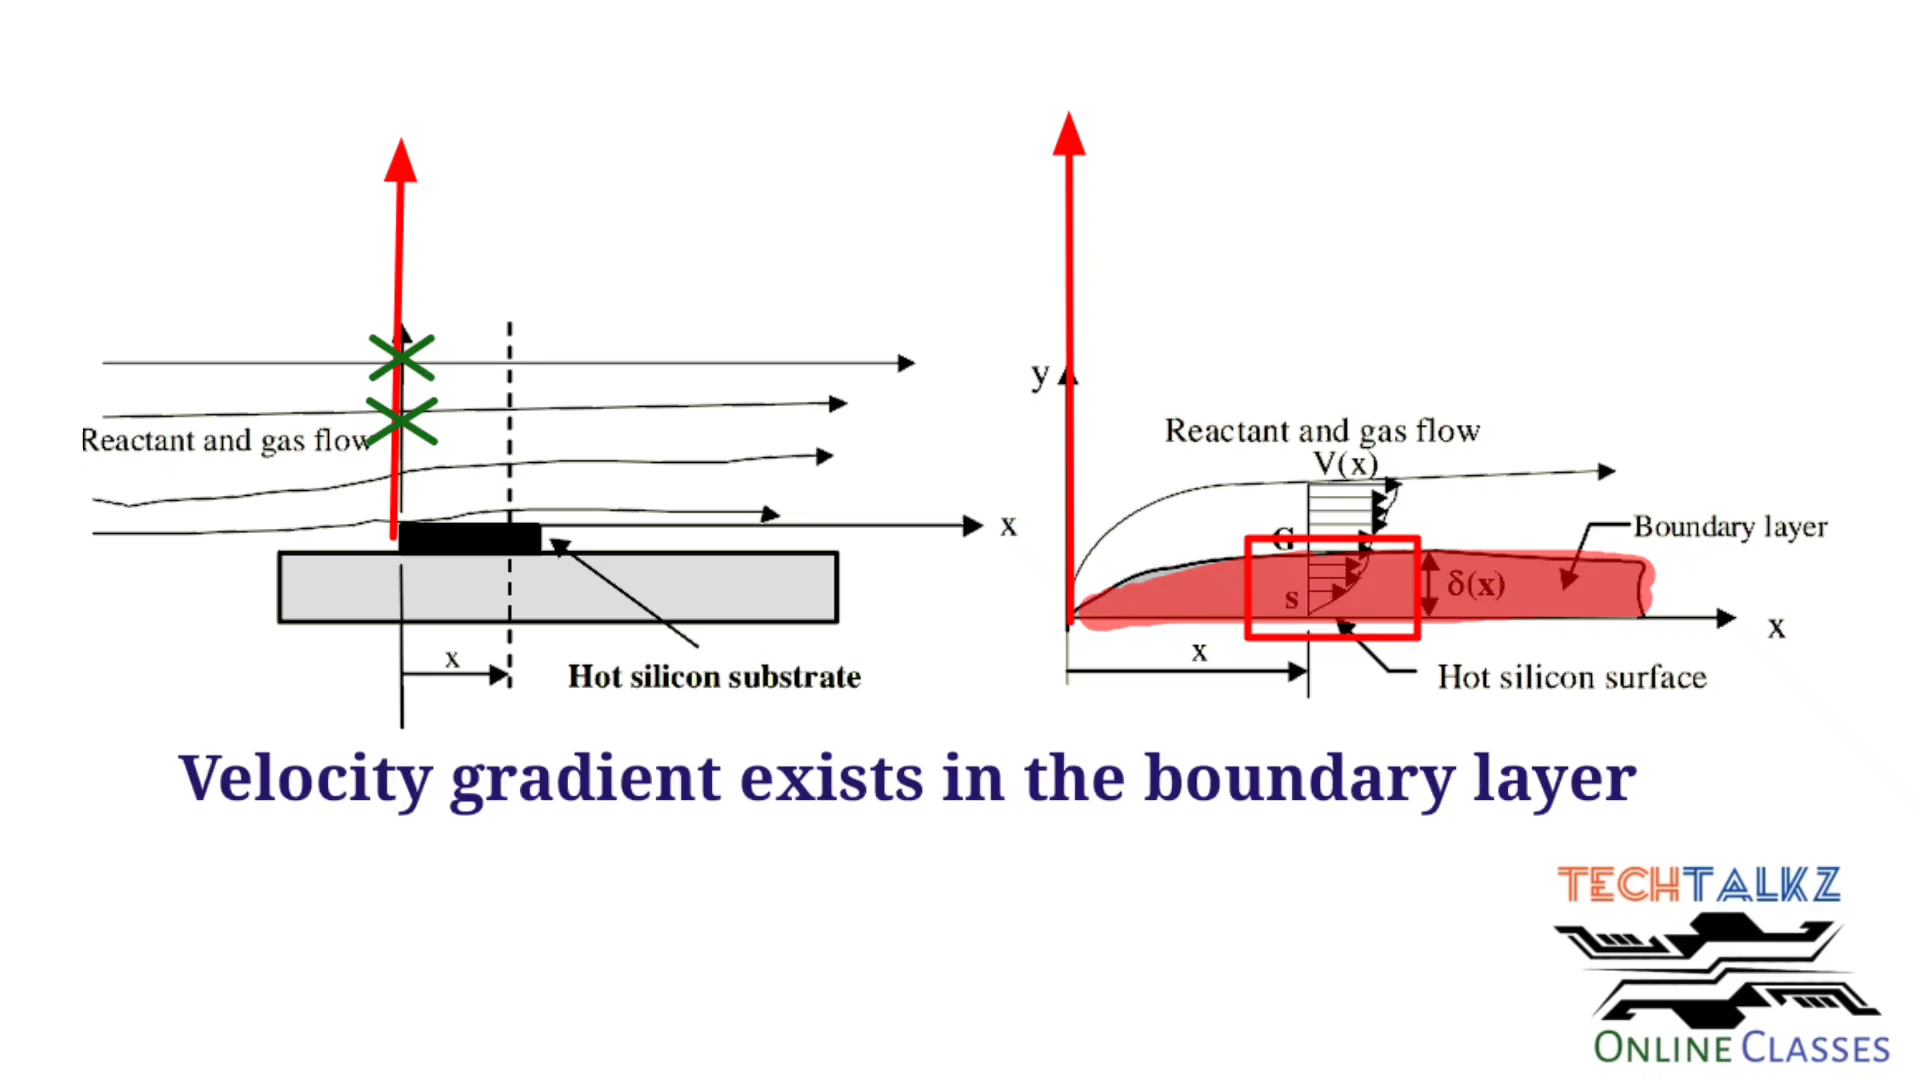 Reactant and gas flow
x
x
Hot silicon substrate
y
Reactant and gas flow
V(x)
G
Boundary layer
δ(x)
s
x
x
Hot silicon surface
Velocity gradient exists in the boundary layer
TECHTALKZ
ONLINE CLASSES